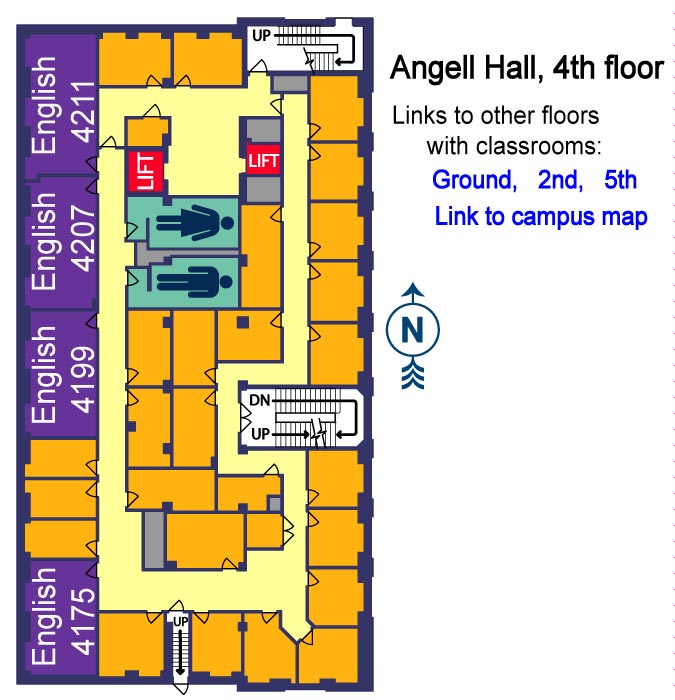 UP
Angell Hall, 4th floor
English
4211
Links to other floors
with classrooms:
LIFT
LIFT
Ground, 2nd, 5th
English
4207
Link to campus map
N
English
4199
DN
UP
English
4175
UP